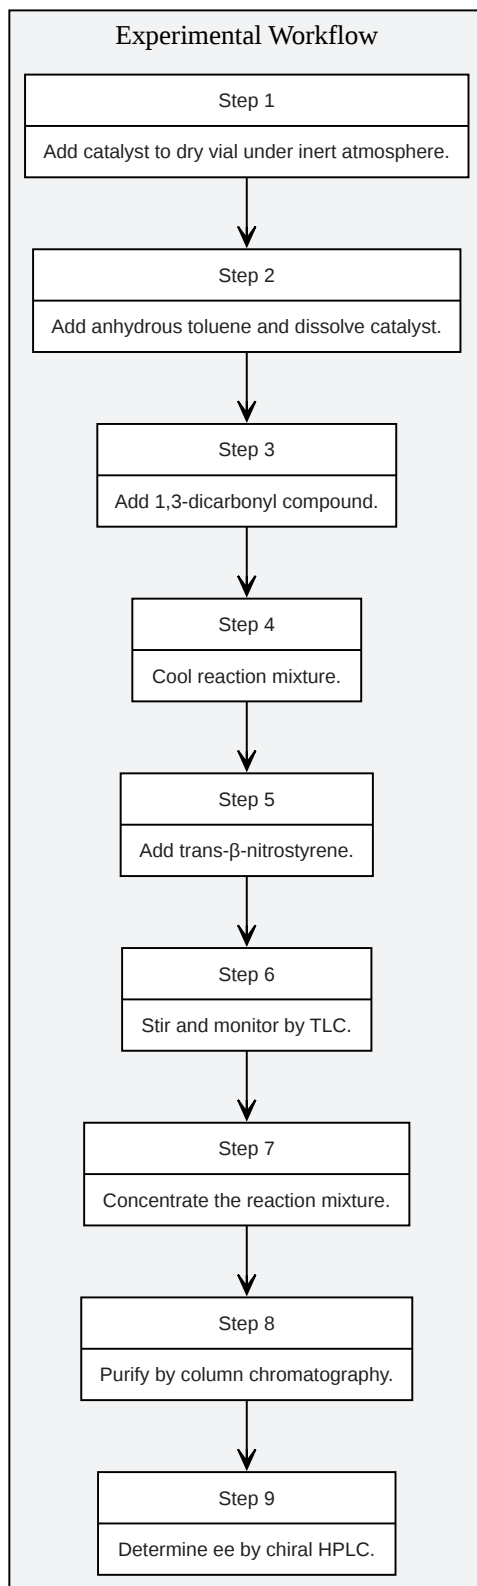 Experimental Workflow
Step 1
Add catalyst to dry vial under inert atmosphere.
Step 2
Add anhydrous toluene and dissolve catalyst.
Step 3
Add 1,3-dicarbonyl compound.
Step 4
Cool reaction mixture.
Step 5
Add trans-β-nitrostyrene.
Step 6
Stir and monitor by TLC.
Step 7
Concentrate the reaction mixture.
Step 8
Purify by column chromatography.
Step 9
Determine ee by chiral HPLC.